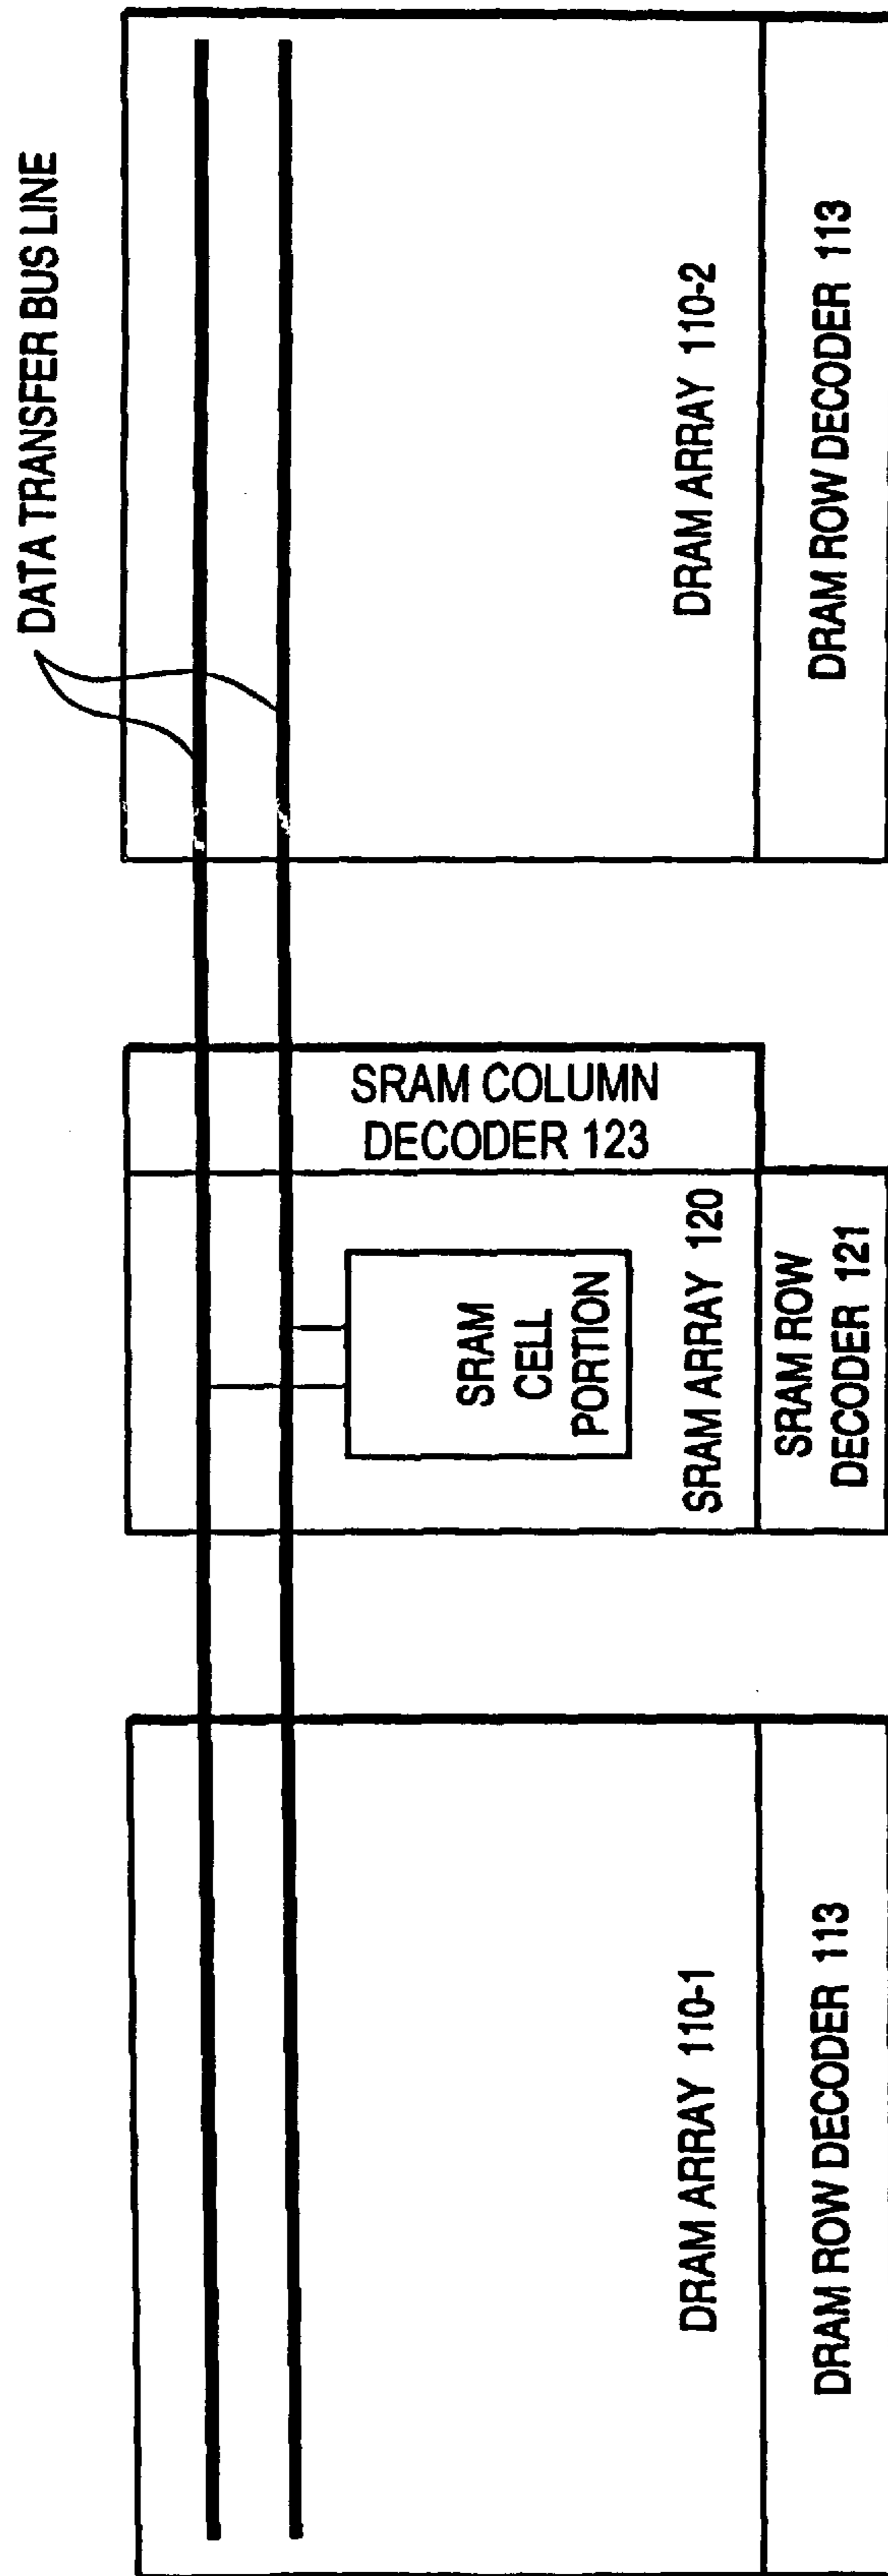 DATA TRANSFER BUS LINE
DRAM ARRAY 110-1
DRAM ROW DECODER 113
SRAM COLUMN
DECODER 123
SRAM
CELL
PORTION
SRAM ARRAY 120
SRAM ROW
DECODER 121
DRAM ARRAY 110-2
DRAM ROW DECODER 113